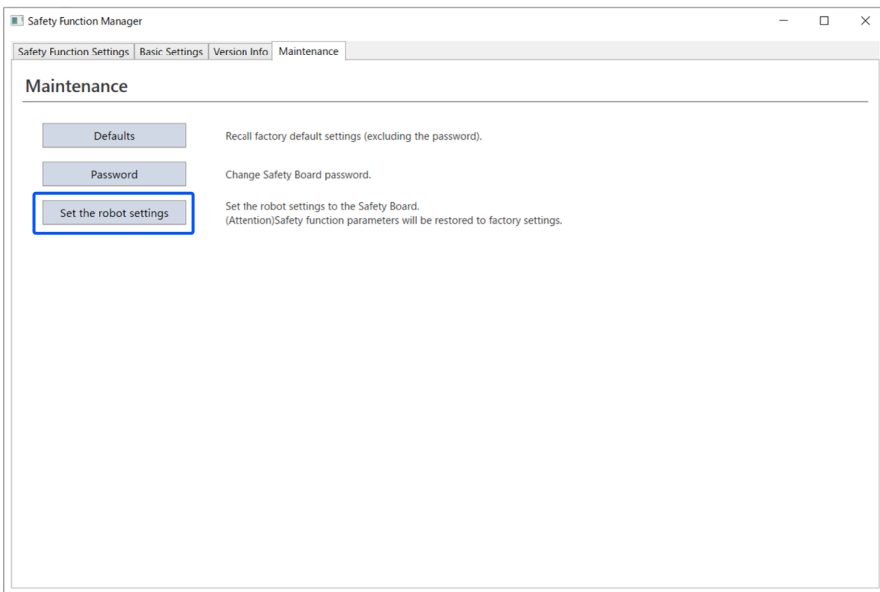 Safety Function Manager
Safety Function Settings Basic Settings Version Info Maintenance
Maintenance
Defaults Recall factory default settings (excluding the password).
Password Change Safety Board password.
Set the robot settings Set the robot settings to the Safety Board.
(Attention)Safety function parameters will be restored to factory settings.